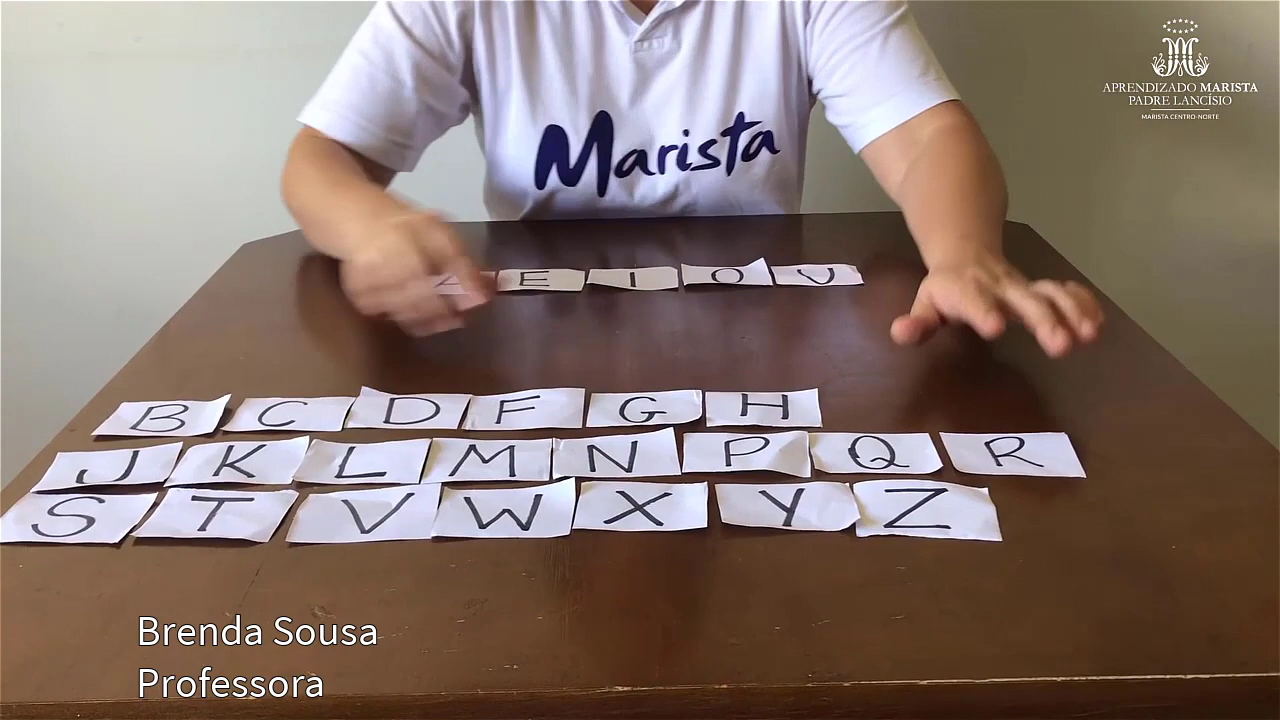 APRENDIZADO MARISTA
PADRE LANCÍSIO
MARISTA CENTRO-NORTE
Marista
A E I O U
B C D F G H
J K L M N P Q R
S T V W X Y Z
Brenda Sousa
Professora